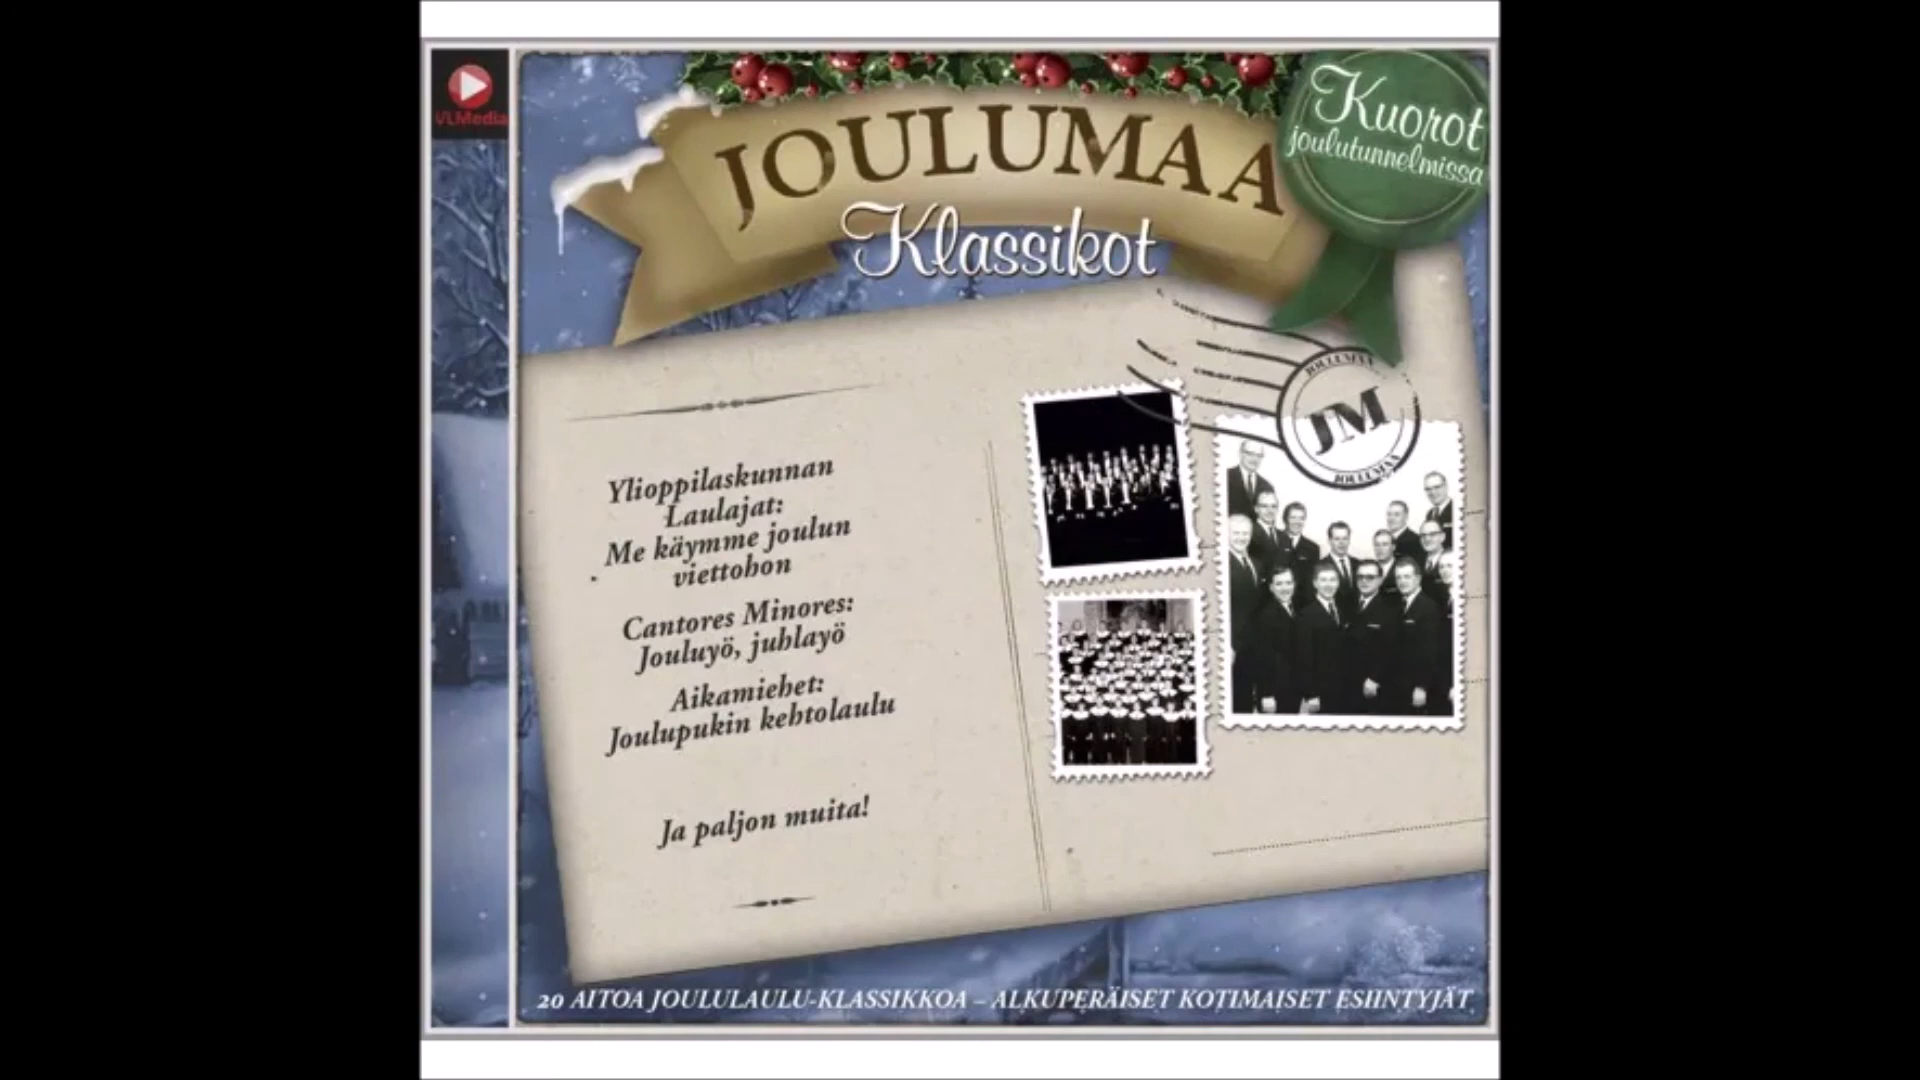 VLMedia
JOULUMAA
Klassikot
Kuorot
joulutunnelmissa
JOULUMAA
JM
JOULUMAA
Ylioppilaskunnan
Laulajat:
Me käymme joulun
viettohon
Cantores Minores:
Jouluyö, juhlayö
Aikamiehet:
Joulupukin kehtolaulu
Ja paljon muita!
20 AITOA JOULULAULU-KLASSIKKOA – ALKUPERÄISET KOTIMAISET ESIINTYJÄT